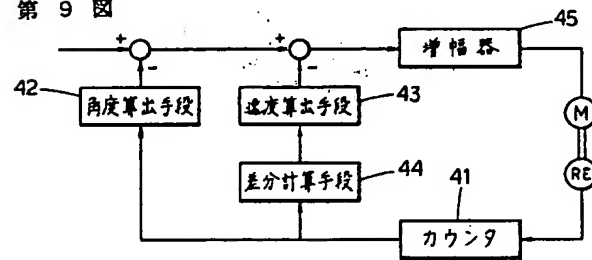 第 9 図
45
+
-
+
-
増幅器
42
角度算出手段
速度算出手段
43
M
差分計算手段
44
RE
41
カウンタ